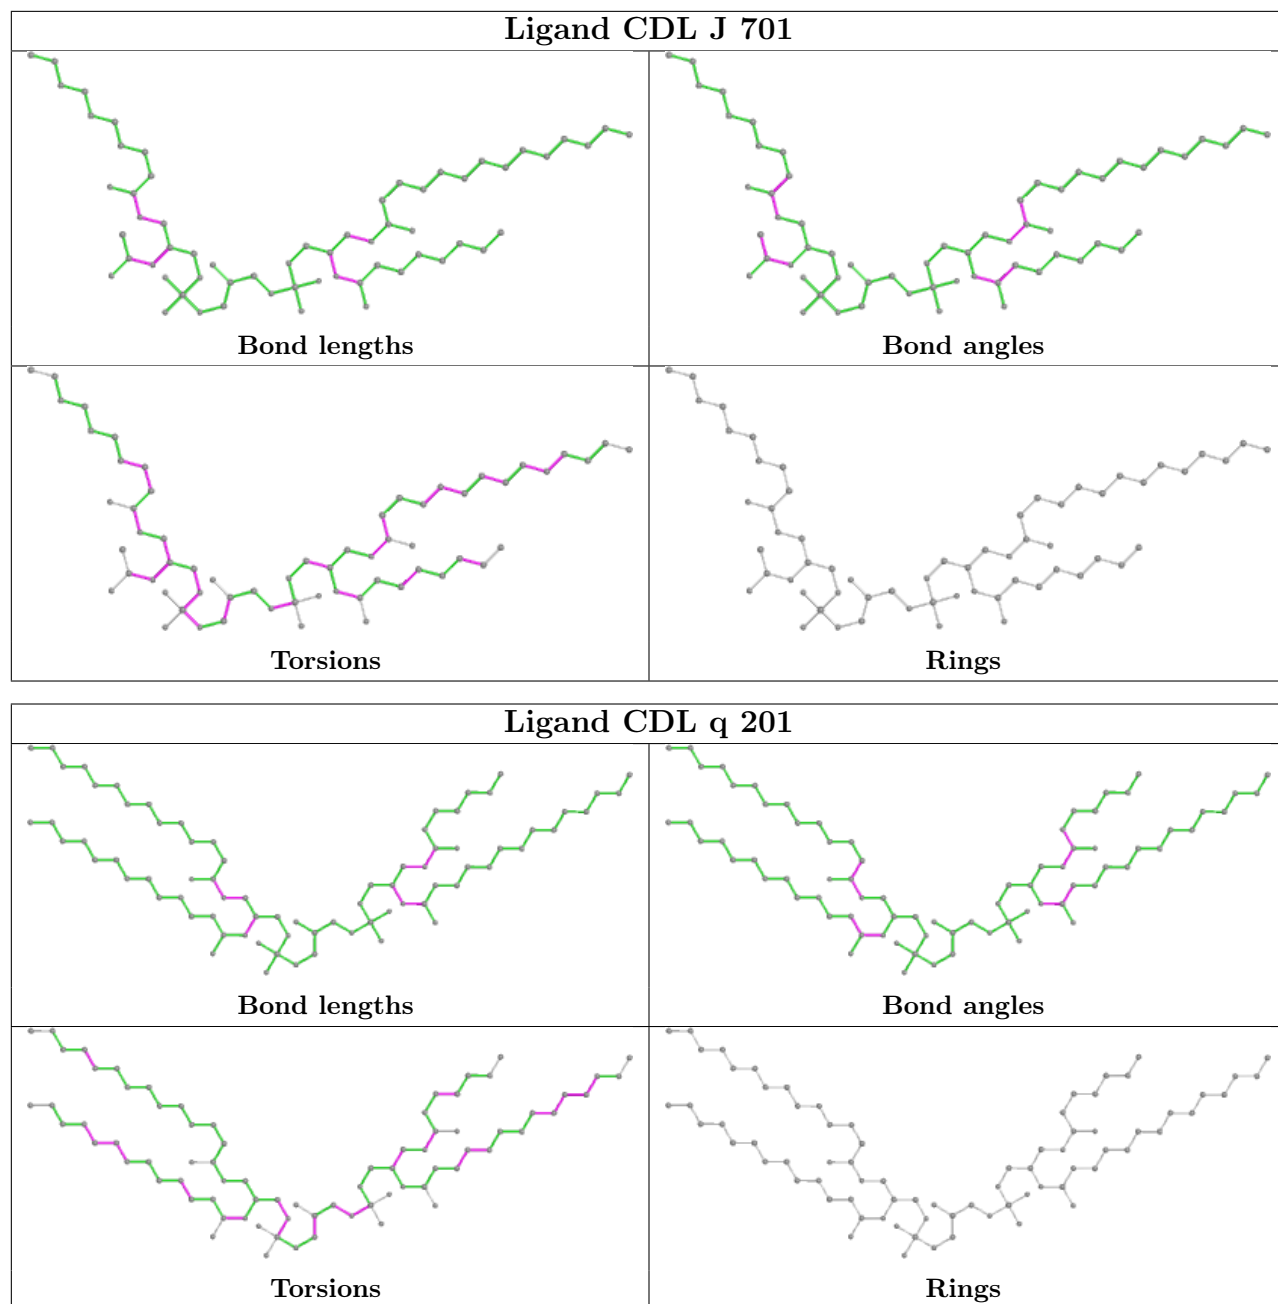 Ligand CDL J 701
Bond lengths
Bond angles
Torsions
Rings
Ligand CDL q 201
Bond lengths
Bond angles
Torsions
Rings